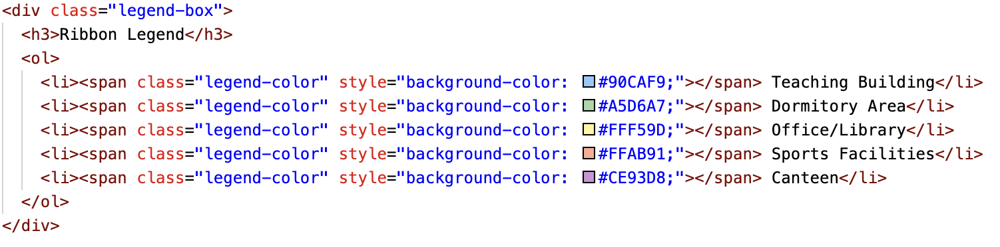 <div class="legend-box">
<h3>Ribbon Legend</h3>
<ol>
<li><span class="legend-color" style="background-color: #90CAF9;"></span> Teaching Building</li>
<li><span class="legend-color" style="background-color: #A5D6A7;"></span> Dormitory Area</li>
<li><span class="legend-color" style="background-color: #FFF59D;"></span> Office/Library</li>
<li><span class="legend-color" style="background-color: #FFAB91;"></span> Sports Facilities</li>
<li><span class="legend-color" style="background-color: #CE93D8;"></span> Canteen</li>
</ol>
</div>